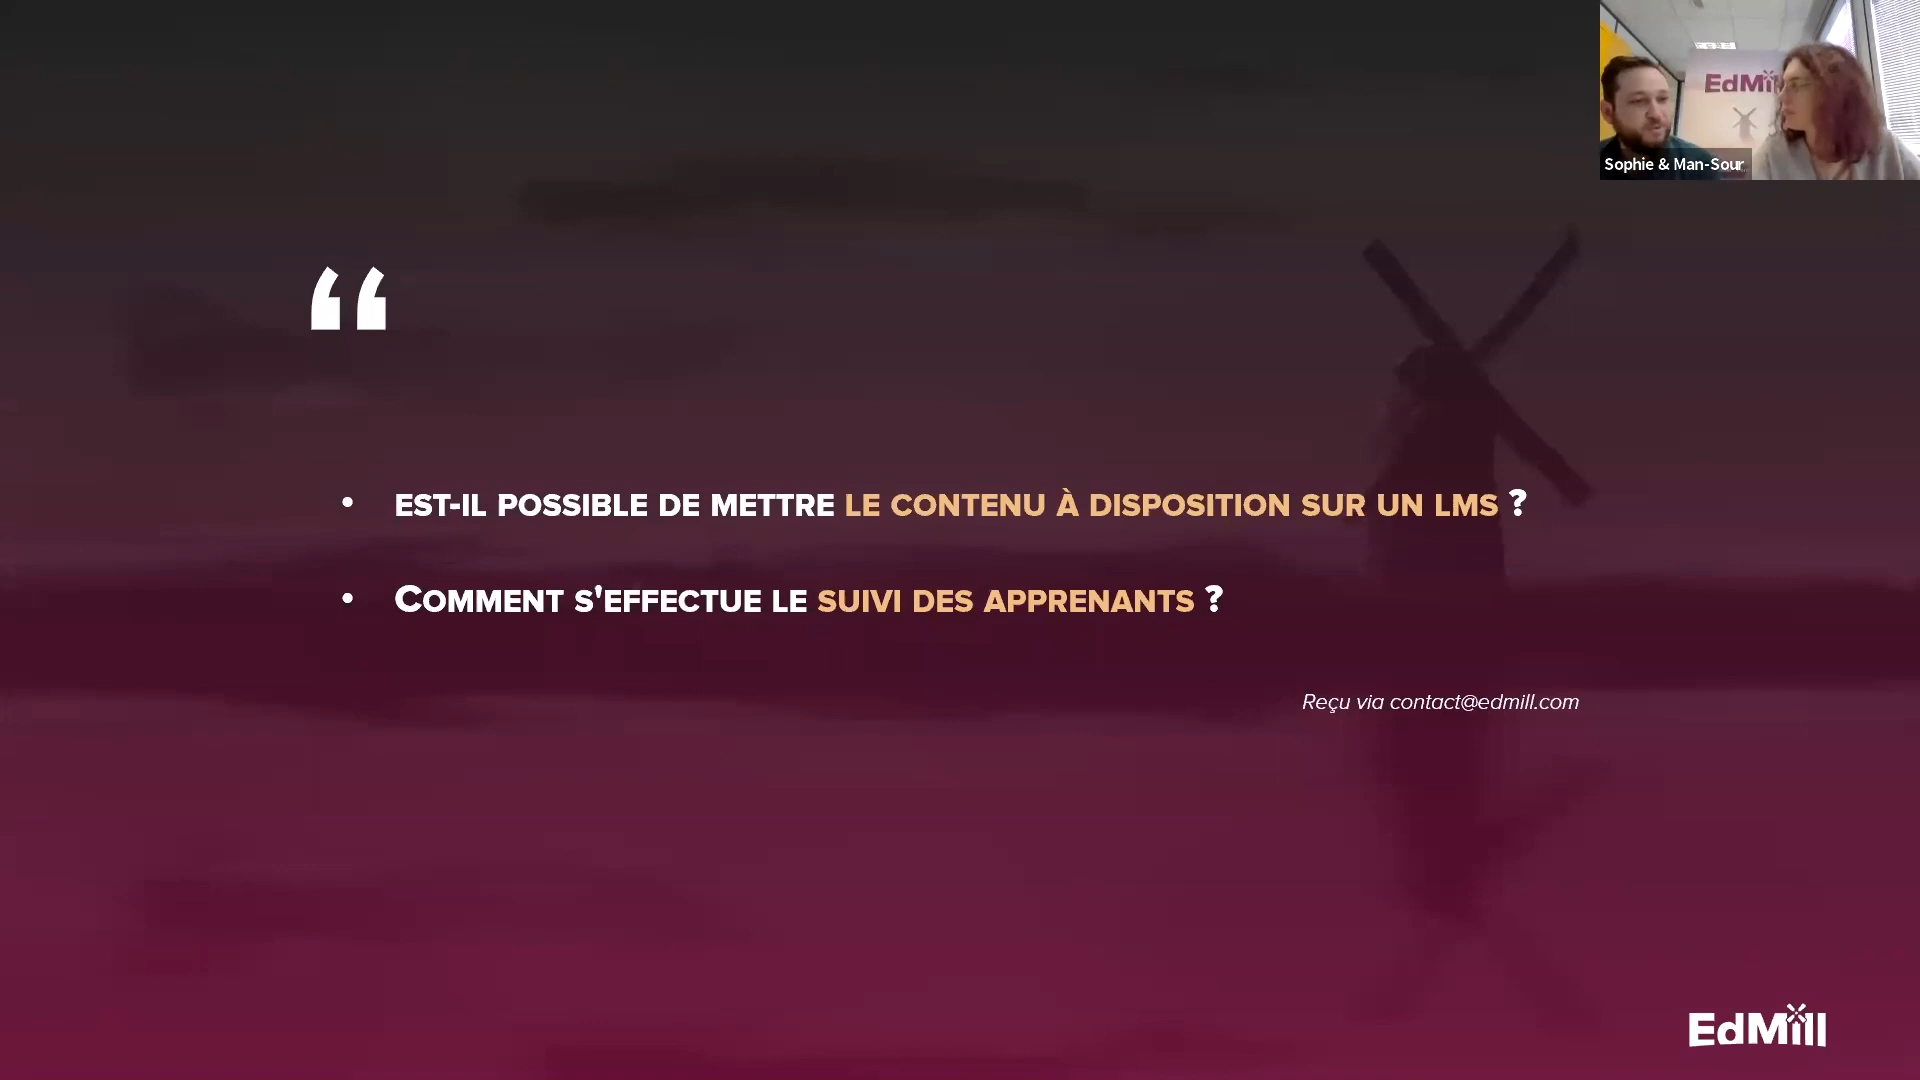 EdMi
Sophie & Man-Sour
“
• EST-IL POSSIBLE DE METTRE LE CONTENU À DISPOSITION SUR UN LMS ?
• COMMENT S'EFFECTUE LE SUIVI DES APPRENANTS ?
Reçu via contact@edmill.com
EdMill